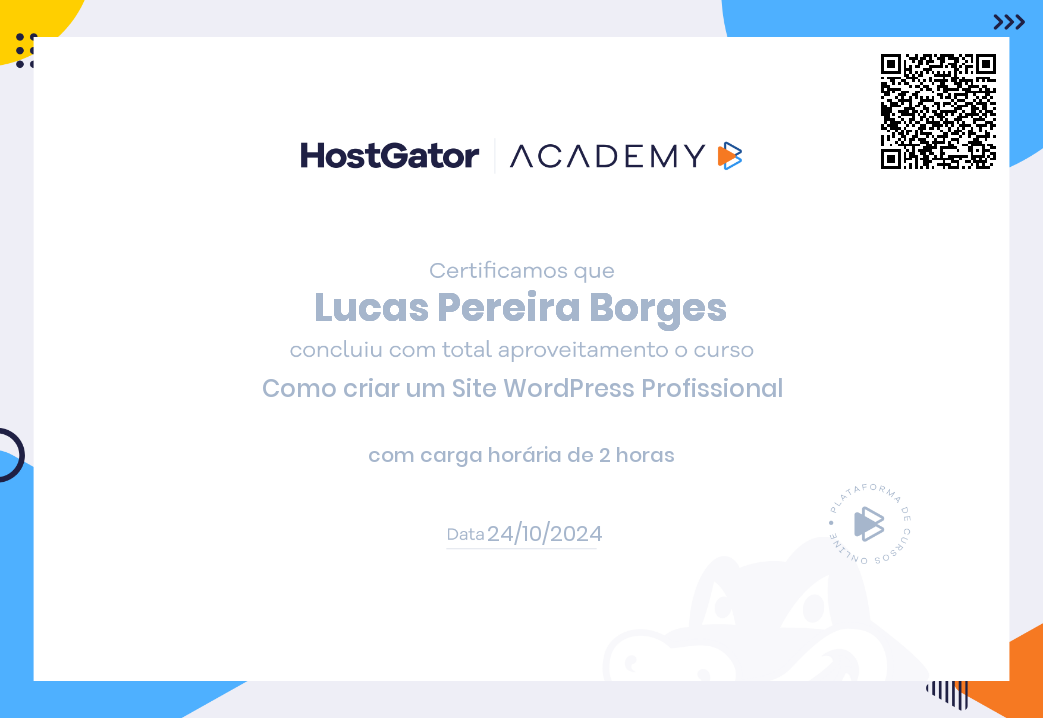 HostGator ACADEMY
Certificamos que
Lucas Pereira Borges
concluiu com total aproveitamento o curso
Como criar um Site WordPress Profissional
com carga horária de 2 horas
Data 24/10/2024
PLATAFORMA DE CURSOS ONLINE